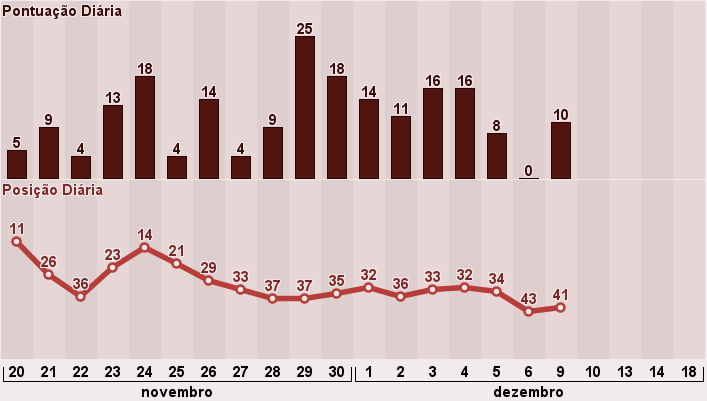 Pontuação Diária
5 9 4 13 18 4 14 4 9 25 18 14 11 16 16 8 0 10
Posição Diária
11 26 36 23 14 21 29 33 37 37 35 32 36 33 32 34 43 41
20 21 22 23 24 25 26 27 28 29 30 1 2 3 4 5 6 9 10 13 14 18
novembro dezembro